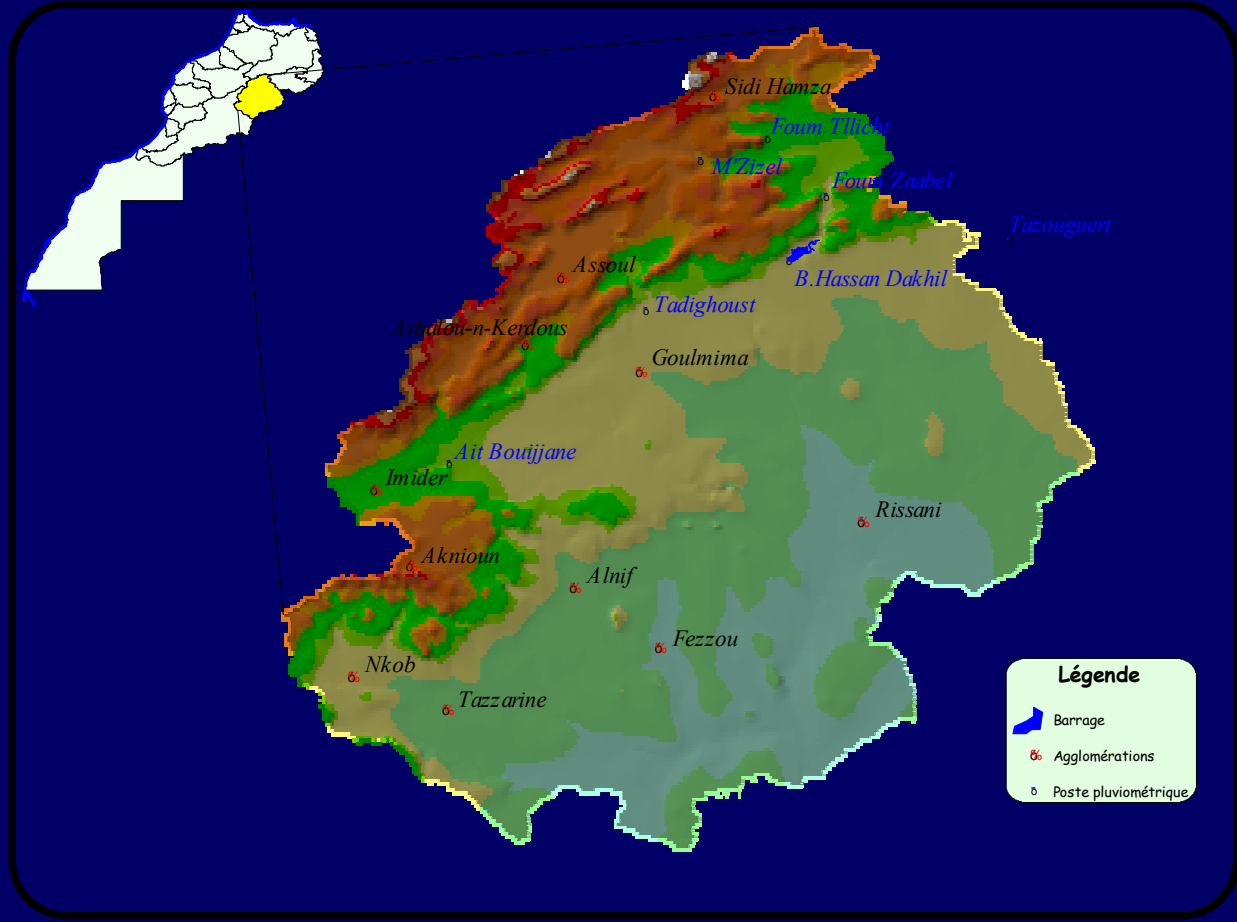 Sidi Hamza
Foum Tllicht
M'Zizel
Foum Zaabel
Tazouguert
Assoul
B.Hassan Dakhil
Tadighoust
Arbalou-n-Kerdous
Goulmima
Ait Bouijjane
Imider
Rissani
Aknioun
Alnif
Fezzou
Nkob
Tazzarine
Légende
Barrage
Agglomérations
Poste pluviométrique